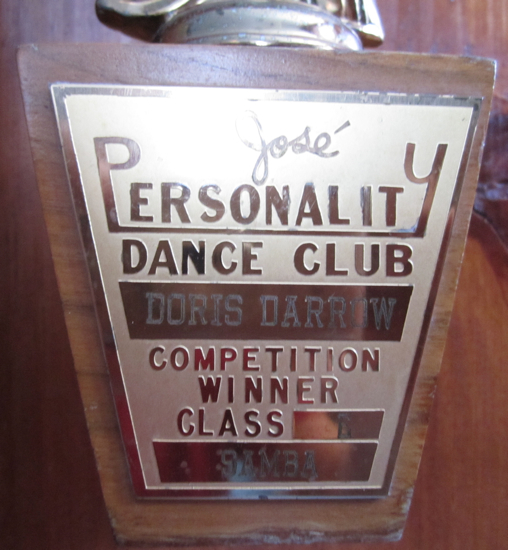 José
PERSONALITY
DANCE CLUB
DORIS DARROW
COMPETITION
WINNER
CLASS
SAMBA